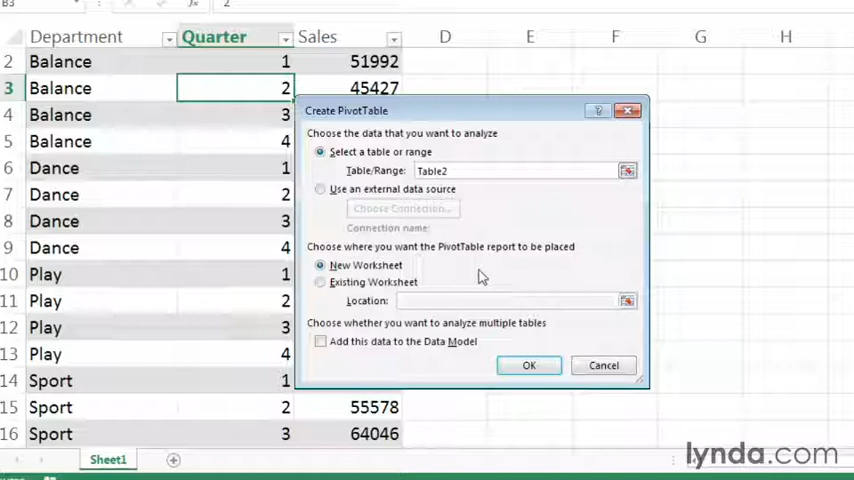 B3 fx 2
Department Quarter Sales D E F G H
2 Balance 1 51992
3 Balance 2 45427
4 Balance 3
5 Balance 4
6 Dance 1
7 Dance 2
8 Dance 3
9 Dance 4
10 Play 1
11 Play 2
12 Play 3
13 Play 4
14 Sport 1
15 Sport 2 55578
16 Sport 3 64046
Create PivotTable
?
Choose the data that you want to analyze
Select a table or range
Table/Range: Table2
Use an external data source
Choose Connection...
Connection name:
Choose where you want the PivotTable report to be placed
New Worksheet
Existing Worksheet
Location:
Choose whether you want to analyze multiple tables
Add this data to the Data Model
OK Cancel
Sheet1
lynda.com